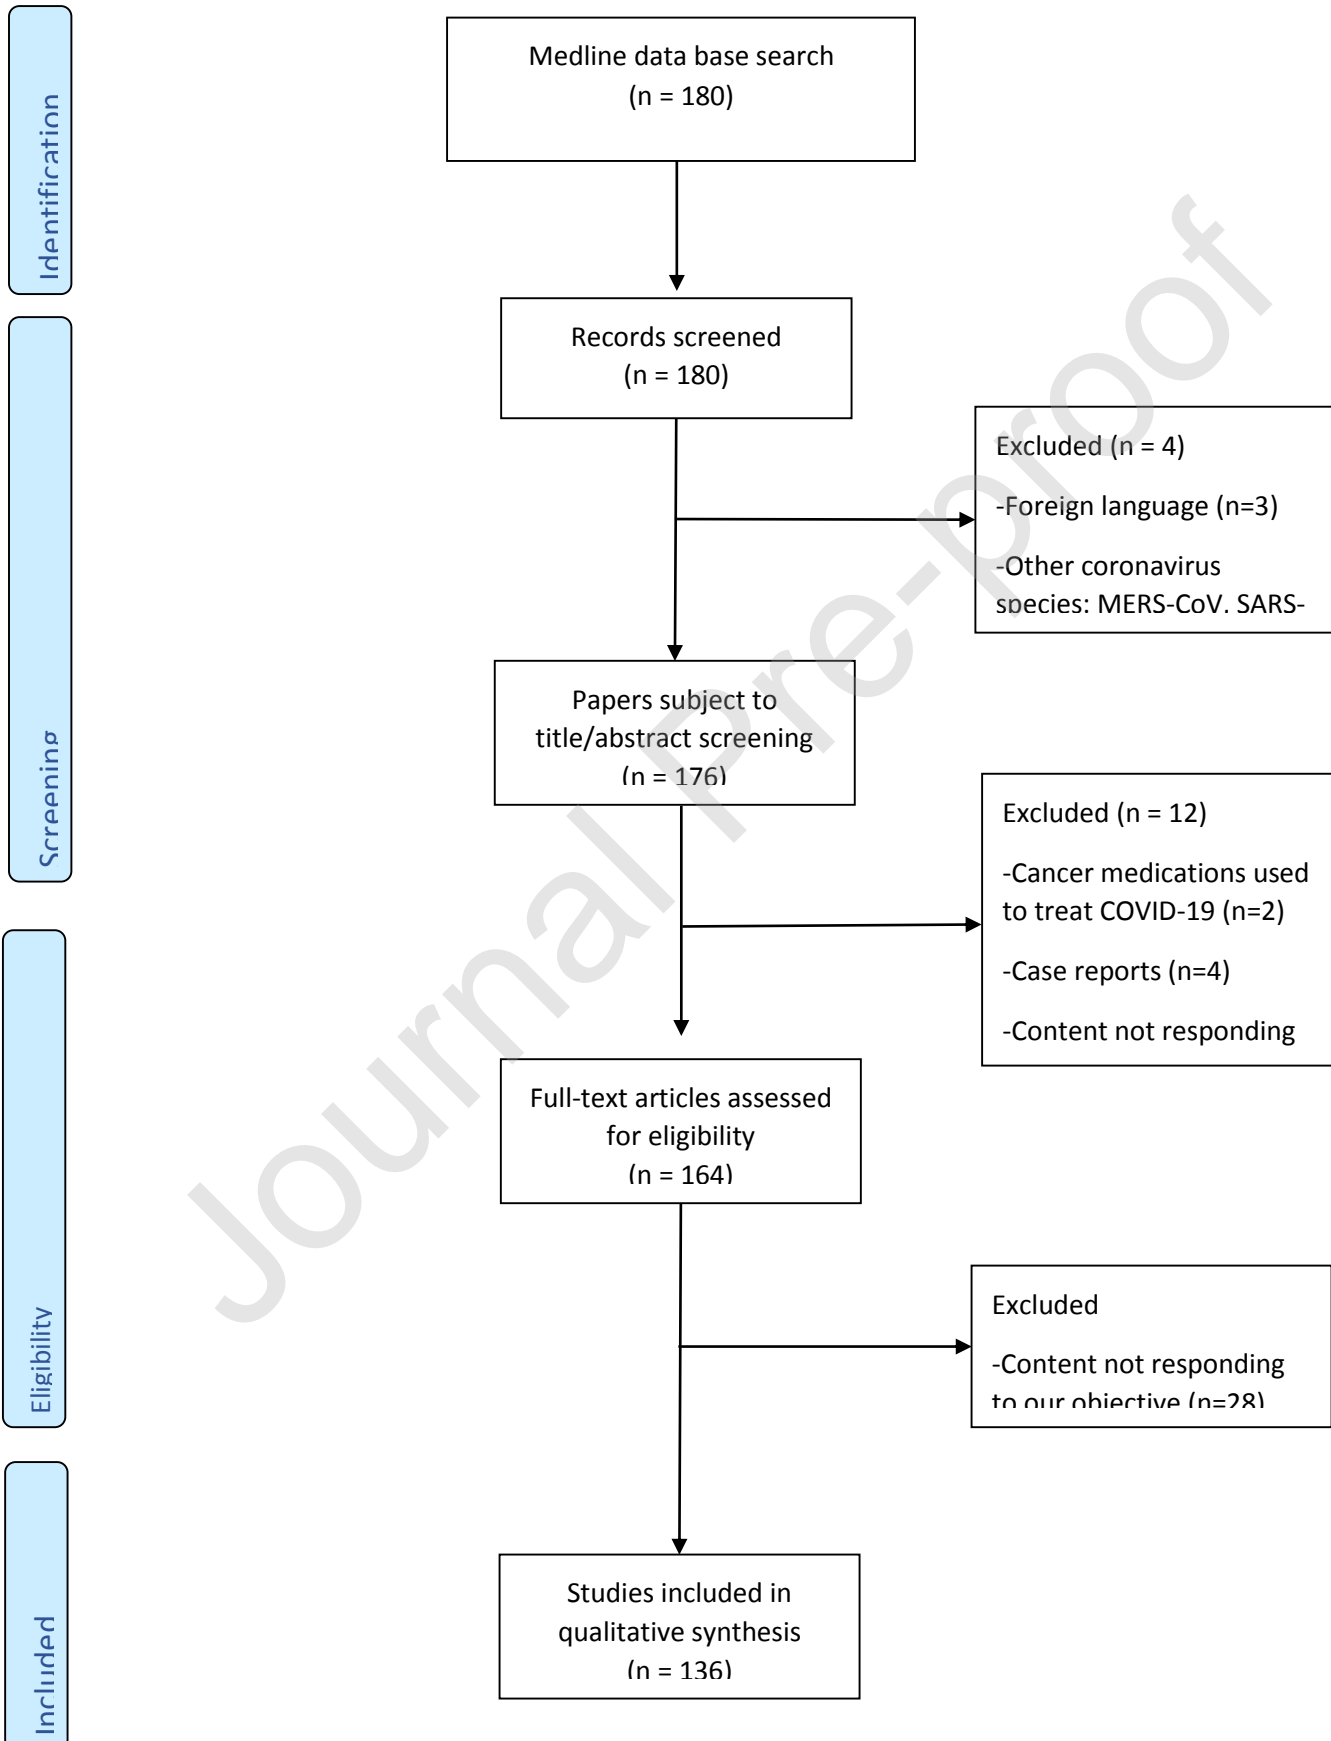 Identification
Medline data base search
(n = 180)
Screening
Records screened
(n = 180)
Excluded (n = 4)
-Foreign language (n=3)
-Other coronavirus
species: MERS-CoV, SARS-
Papers subject to
title/abstract screening
(n = 176)
Excluded (n = 12)
-Cancer medications used
to treat COVID-19 (n=2)
-Case reports (n=4)
-Content not responding
Eligibility
Full-text articles assessed
for eligibility
(n = 164)
Excluded
-Content not responding
to our objective (n=28)
Included
Studies included in
qualitative synthesis
(n = 136)
Journal Pre-proof